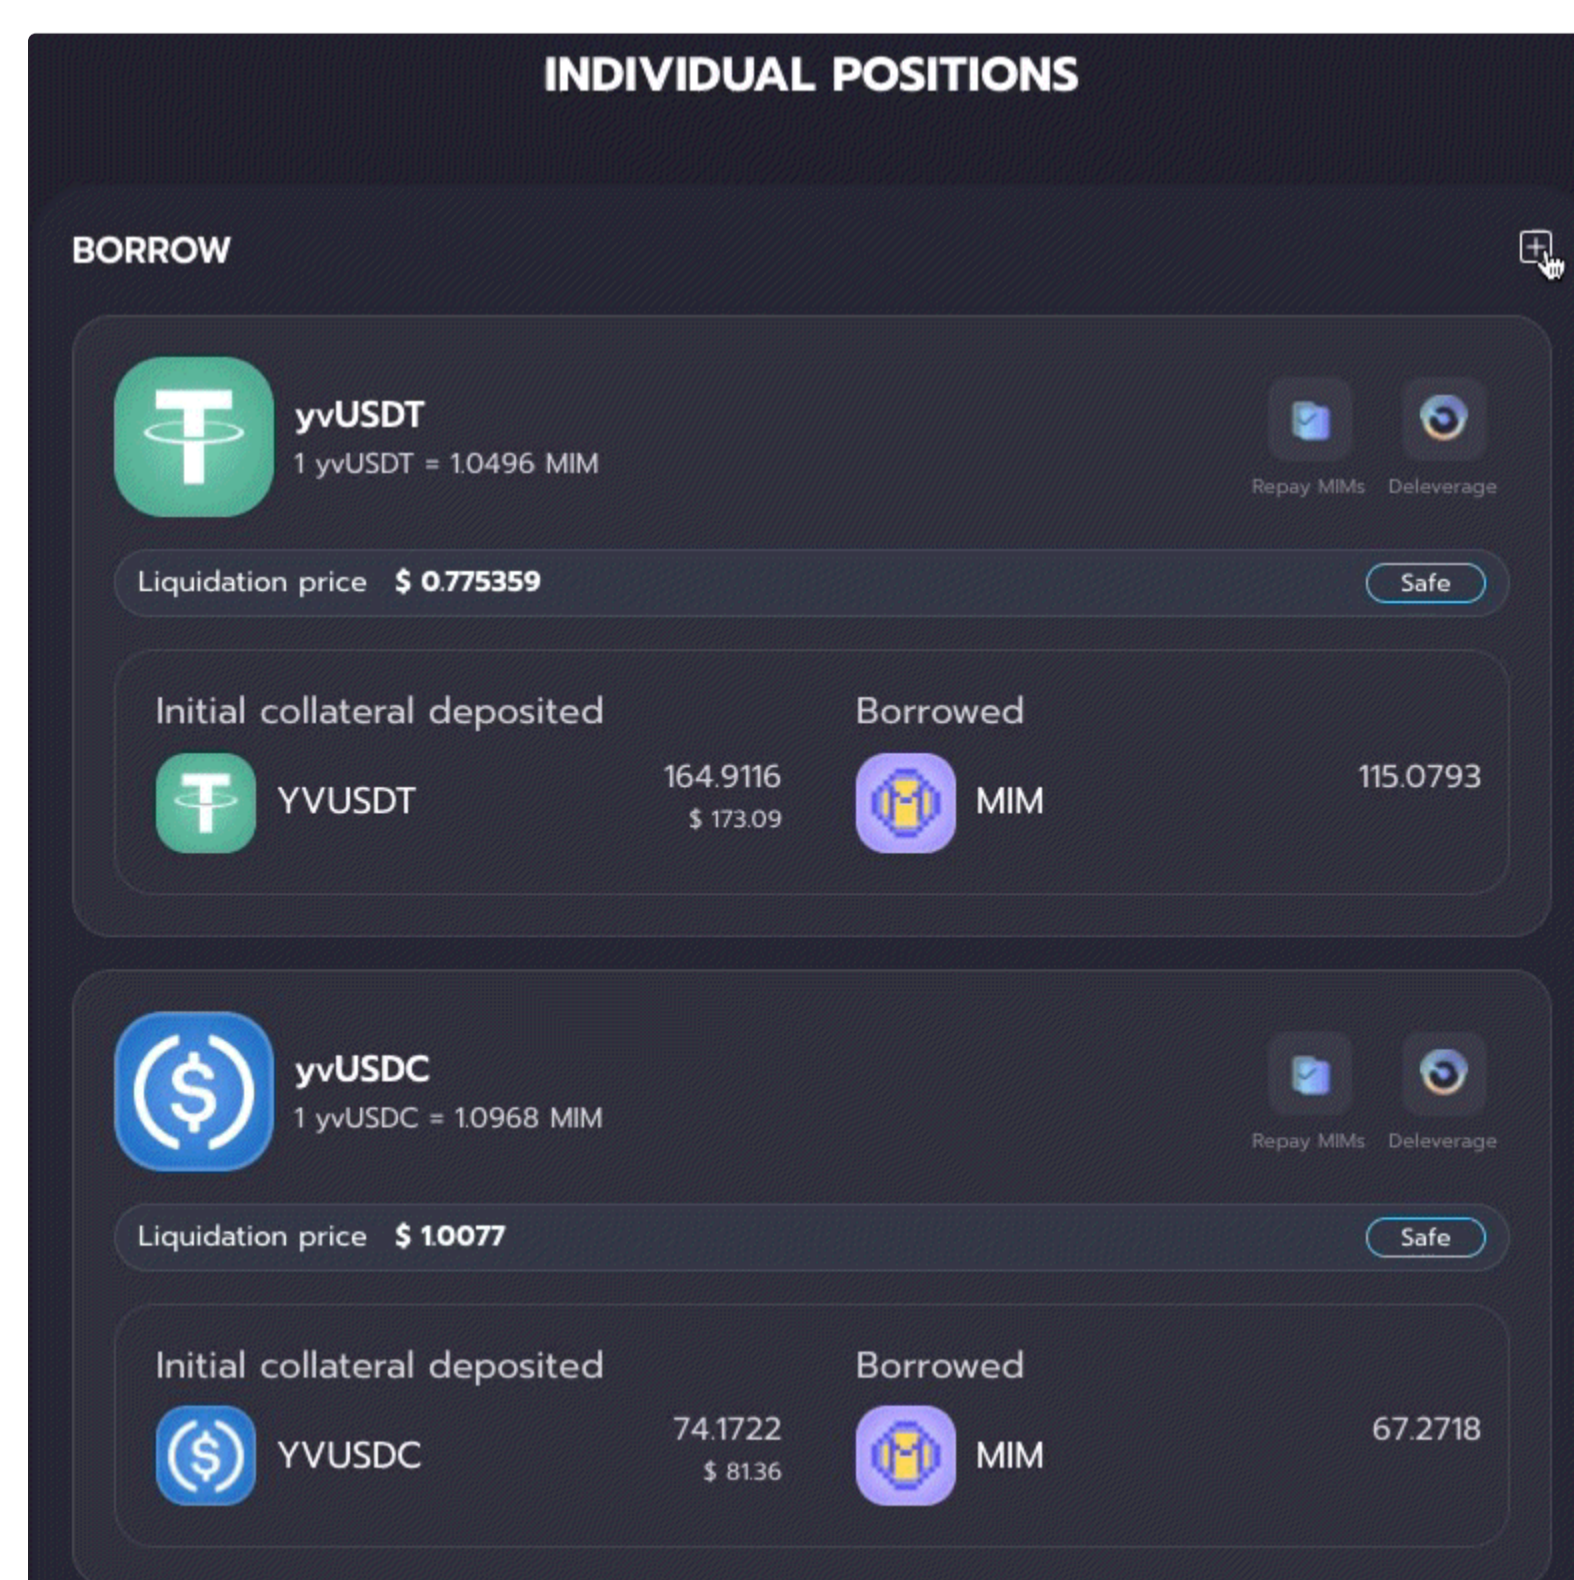 INDIVIDUAL POSITIONS
BORROW
yvUSDT
1 yvUSDT = 1.0496 MIM
Repay MIMs
Deleverage
Liquidation price $ 0.775359
Safe
Initial collateral deposited
YVUSDT
164.9116
$ 173.09
Borrowed
MIM
115.0793
yvUSDC
1 yvUSDC = 1.0968 MIM
Repay MIMs
Deleverage
Liquidation price $ 1.0077
Safe
Initial collateral deposited
YVUSDC
74.1722
$ 81.36
Borrowed
MIM
67.2718